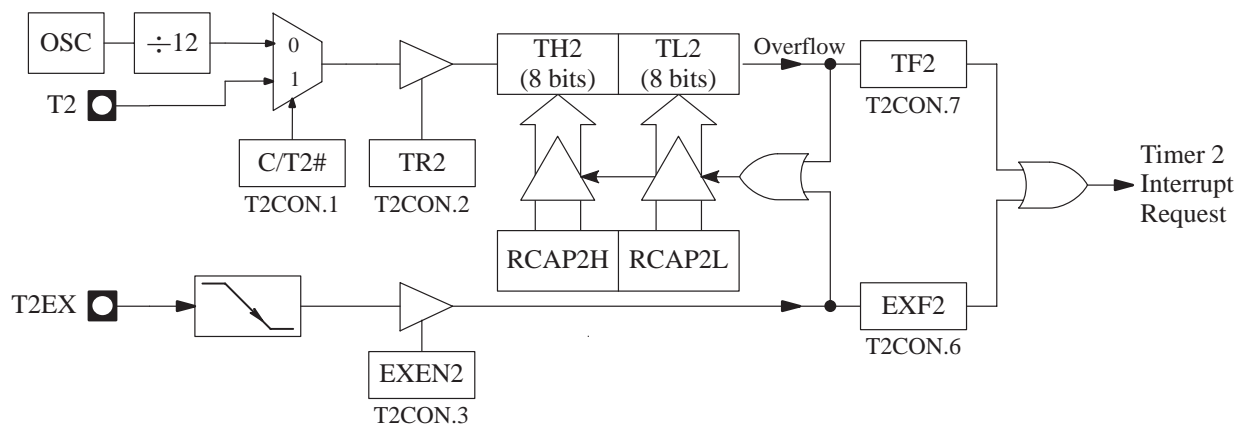 OSC
÷12
0
1
T2
C/T2#
T2CON.1
TR2
T2CON.2
TH2
(8 bits)
TL2
(8 bits)
Overflow
TF2
T2CON.7
RCAP2H
RCAP2L
Timer 2
Interrupt
Request
T2EX
EXEN2
T2CON.3
EXF2
T2CON.6